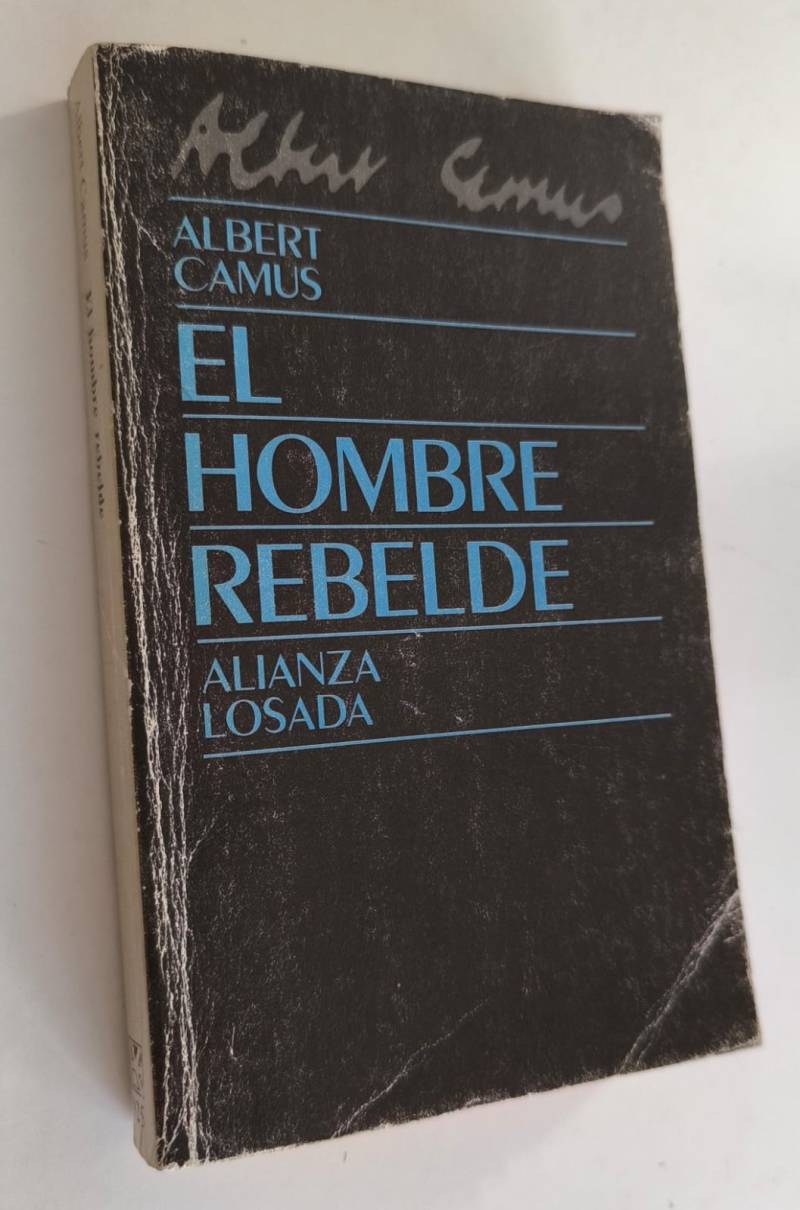 Albert Camus
ALBERT
CAMUS
EL
HOMBRE
REBELDE
ALIANZA
LOSADA
Albert Camus El hombre rebelde